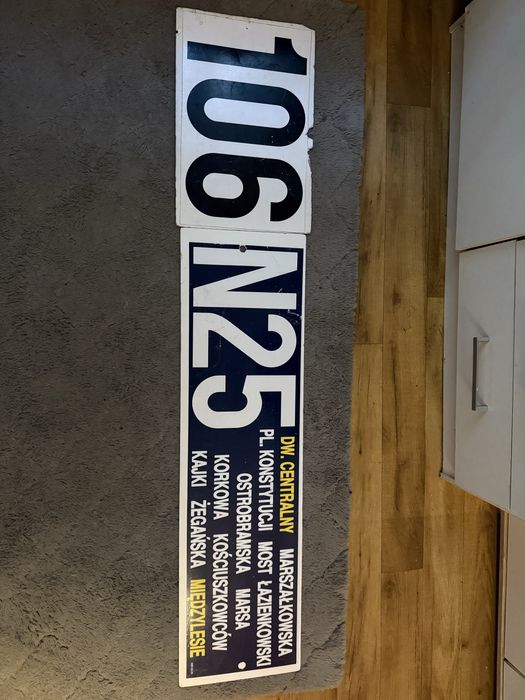 106
N25
DW. CENTRALNY MARSZAŁKOWSKA
PL. KONSTYTUCJI MOST ŁAZIENKOWSKI
OSTROBRAMSKA MARSA
KORKOWA KOŚCIUSZKOWCÓW
KAJKI ŻEGAŃSKA MIĘDZYLESIE